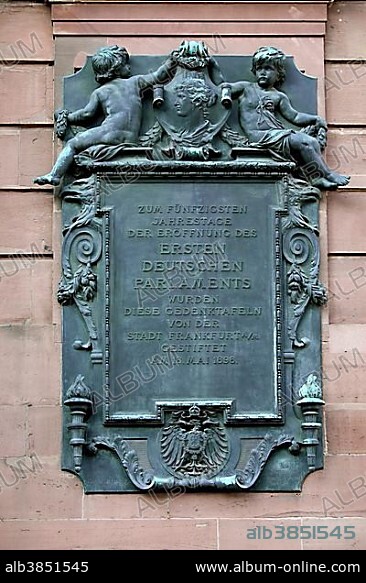 ZUM FÜNFZIGSTEN
JAHRESTAGE
DER ERÖFFNUNG DES
ERSTEN
DEUTSCHEN
PARLAMENTS
WURDEN
DIESE GEDENKTAFELN
VON DER
STADT FRANKFURT A/M.
GESTIFTET
MAI 1898.
alb3851545
alb3851545
www.album-online.com